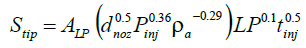 S_tip = A_LP (d_noz^0.5 P_inj^0.36 ρ_a^-0.29) LP^0.1 t_inj^0.5